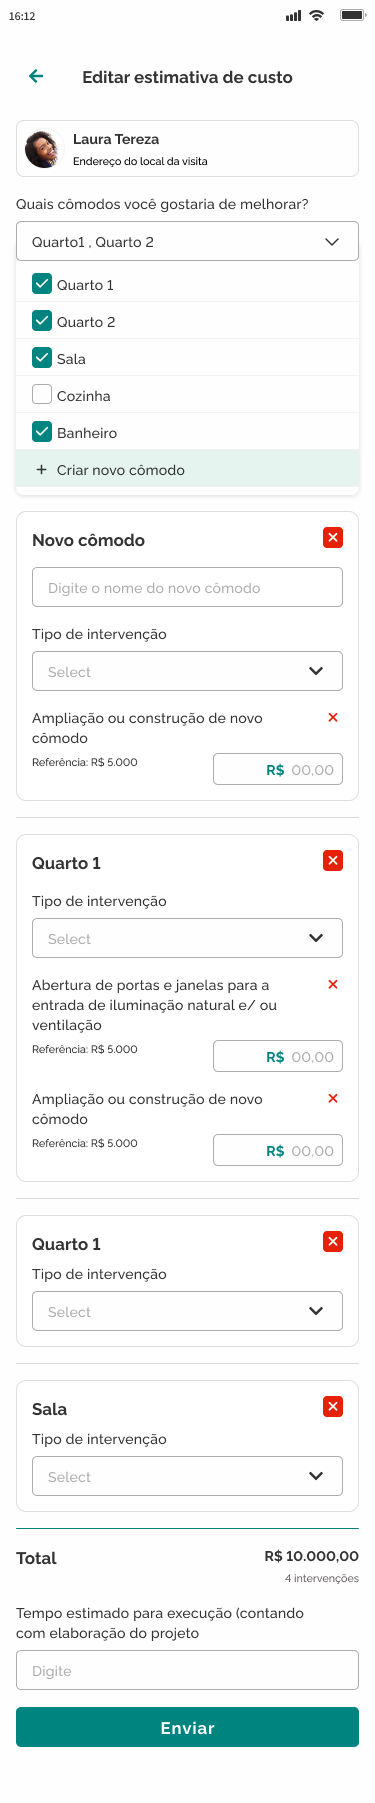 16:12
Editar estimativa de custo
Laura Tereza
Endereço do local da visita
Quais cômodos você gostaria de melhorar?
Quarto1 , Quarto 2
Quarto 1
Quarto 2
Sala
Cozinha
Banheiro
+ Criar novo cômodo
Novo cômodo
Digite o nome do novo cômodo
Tipo de intervenção
Select
Ampliação ou construção de novo
cômodo
Referência: R$ 5.000
R$ 00,00
Quarto 1
Tipo de intervenção
Select
Abertura de portas e janelas para a
entrada de iluminação natural e/ ou
ventilação
Referência: R$ 5.000
R$ 00,00
Ampliação ou construção de novo
cômodo
Referência: R$ 5.000
R$ 00,00
Quarto 1
Tipo de intervenção
Select
Sala
Tipo de intervenção
Select
Total
R$ 10.000,00
4 intervenções
Tempo estimado para execução (contando
com elaboração do projeto
Digite
Enviar